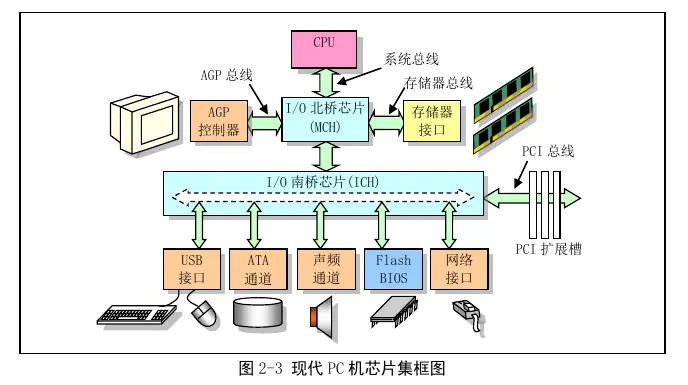 CPU
系统总线
AGP 总线
存储器总线
AGP
控制器
I/O 北桥芯片
(MCH)
存储器
接口
PCI 总线
I/O 南桥芯片(ICH)
PCI 扩展槽
USB
接口
ATA
通道
声频
通道
Flash
BIOS
网络
接口
图 2-3 现代 PC 机芯片集框图